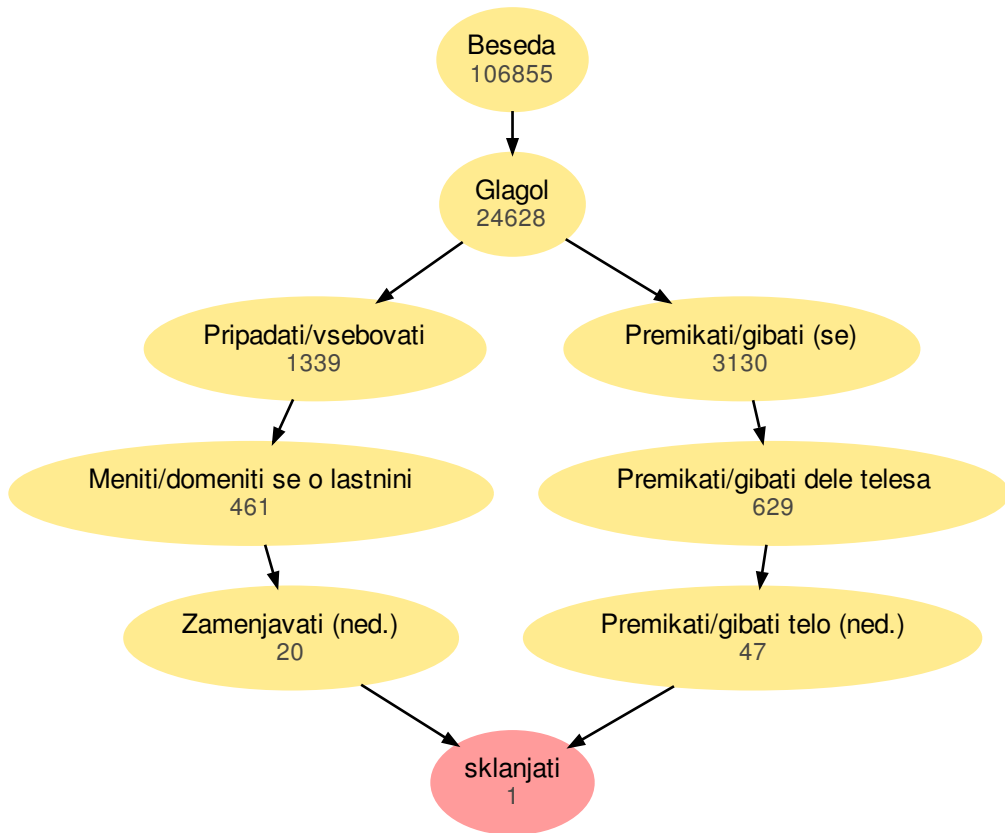 Beseda
106855
Glagol
24628
Pripadati/vsebovati
1339
Premikati/gibati (se)
3130
Meniti/domeniti se o lastnini
461
Premikati/gibati dele telesa
629
Zamenjavati (ned.)
20
Premikati/gibati telo (ned.)
47
sklanjati
1